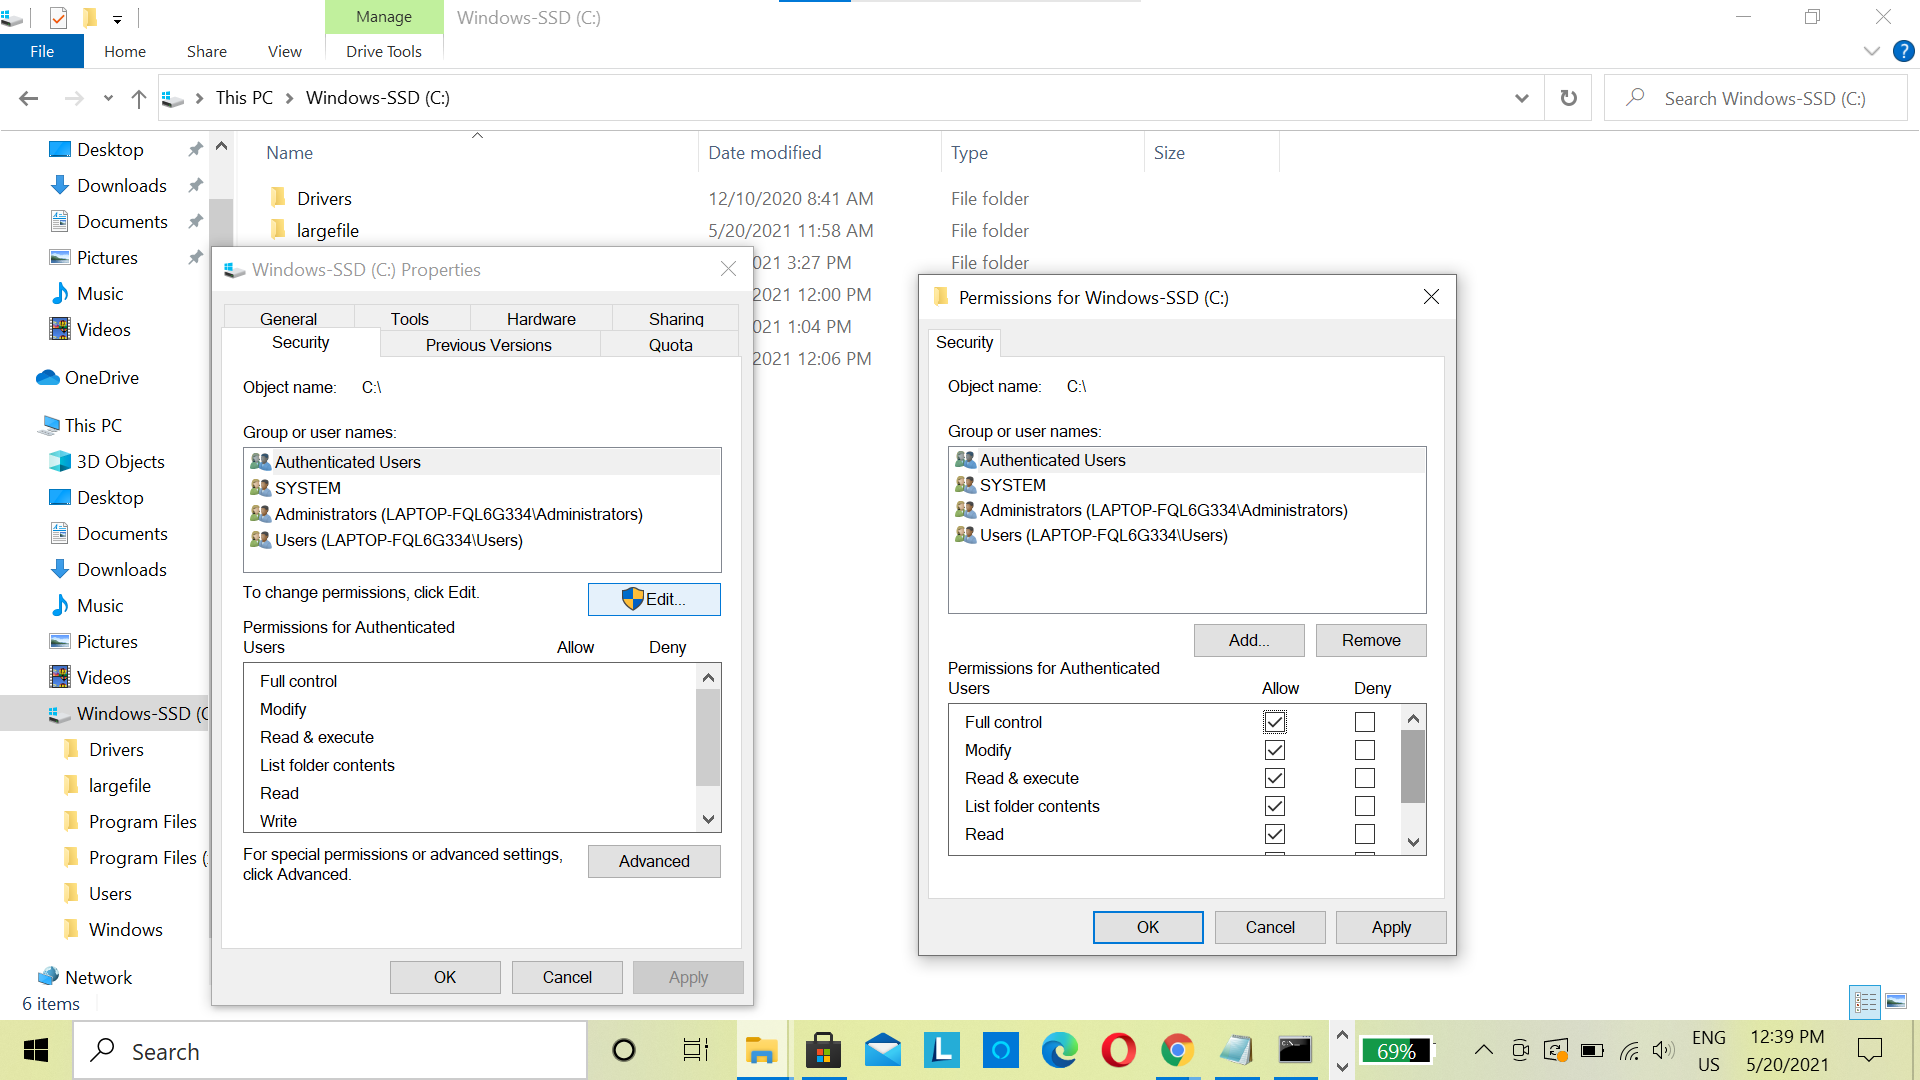 Manage
Windows-SSD (C:)
File
Home
Share
View
Drive Tools
?
This PC
Windows-SSD (C:)
Search Windows-SSD (C:)
Desktop
Downloads
Documents
Pictures
Music
Videos
OneDrive
This PC
3D Objects
Desktop
Documents
Downloads
Music
Pictures
Videos
Windows-SSD (C
Drivers
largefile
Program Files
Program Files (
Users
Windows
Network
6 items
Name
Date modified
Type
Size
Drivers
12/10/2020 8:41 AM
File folder
largefile
5/20/2021 11:58 AM
File folder
021 3:27 PM
File folder
2021 12:00 PM
021 1:04 PM
2021 12:06 PM
Windows-SSD (C:) Properties
General
Tools
Hardware
Sharing
Security
Previous Versions
Quota
Object name: C:\
Group or user names:
Authenticated Users
SYSTEM
Administrators (LAPTOP-FQL6G334\Administrators)
Users (LAPTOP-FQL6G334\Users)
To change permissions, click Edit.
Edit...
Permissions for Authenticated
Users
Allow
Deny
Full control
Modify
Read & execute
List folder contents
Read
Write
For special permissions or advanced settings,
click Advanced.
Advanced
OK
Cancel
Apply
Permissions for Windows-SSD (C:)
Security
Object name: C:\
Group or user names:
Authenticated Users
SYSTEM
Administrators (LAPTOP-FQL6G334\Administrators)
Users (LAPTOP-FQL6G334\Users)
Add...
Remove
Permissions for Authenticated
Users
Allow
Deny
Full control
Modify
Read & execute
List folder contents
Read
OK
Cancel
Apply
Search
L
69%
ENG
US
12:39 PM
5/20/2021